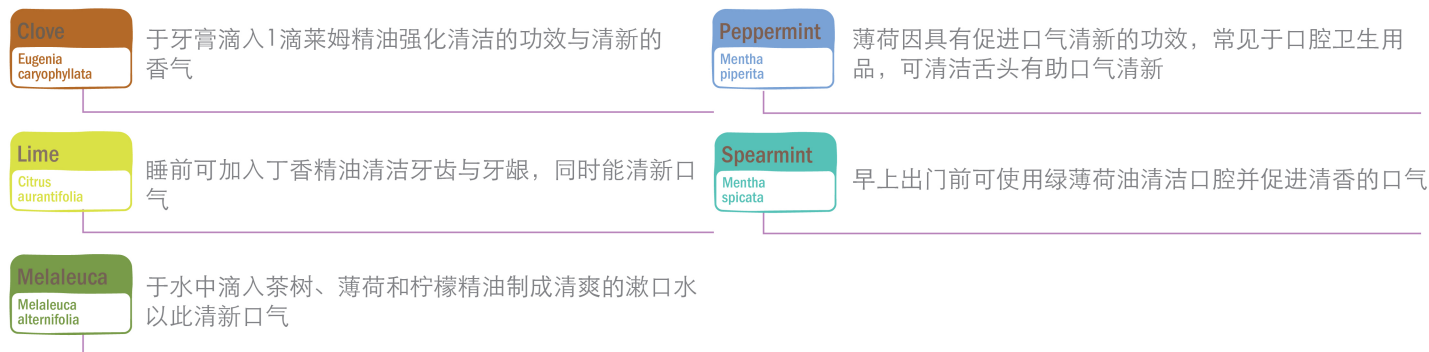 Clove
Eugenia
caryophyllata
于牙膏滴入1滴莱姆精油强化清洁的功效与清新的
香气
Lime
Citrus
aurantifolia
睡前可加入丁香精油清洁牙齿与牙龈，同时能清新口
气
Melaleuca
Melaleuca
alternifolia
于水中滴入茶树、薄荷和柠檬精油制成清爽的漱口水
以此清新口气
Peppermint
Mentha
piperita
薄荷因具有促进口气清新的功效，常见于口腔卫生用
品，可清洁舌头有助口气清新
Spearmint
Mentha
spicata
早上出门前可使用绿薄荷油清洁口腔并促进清香的口气